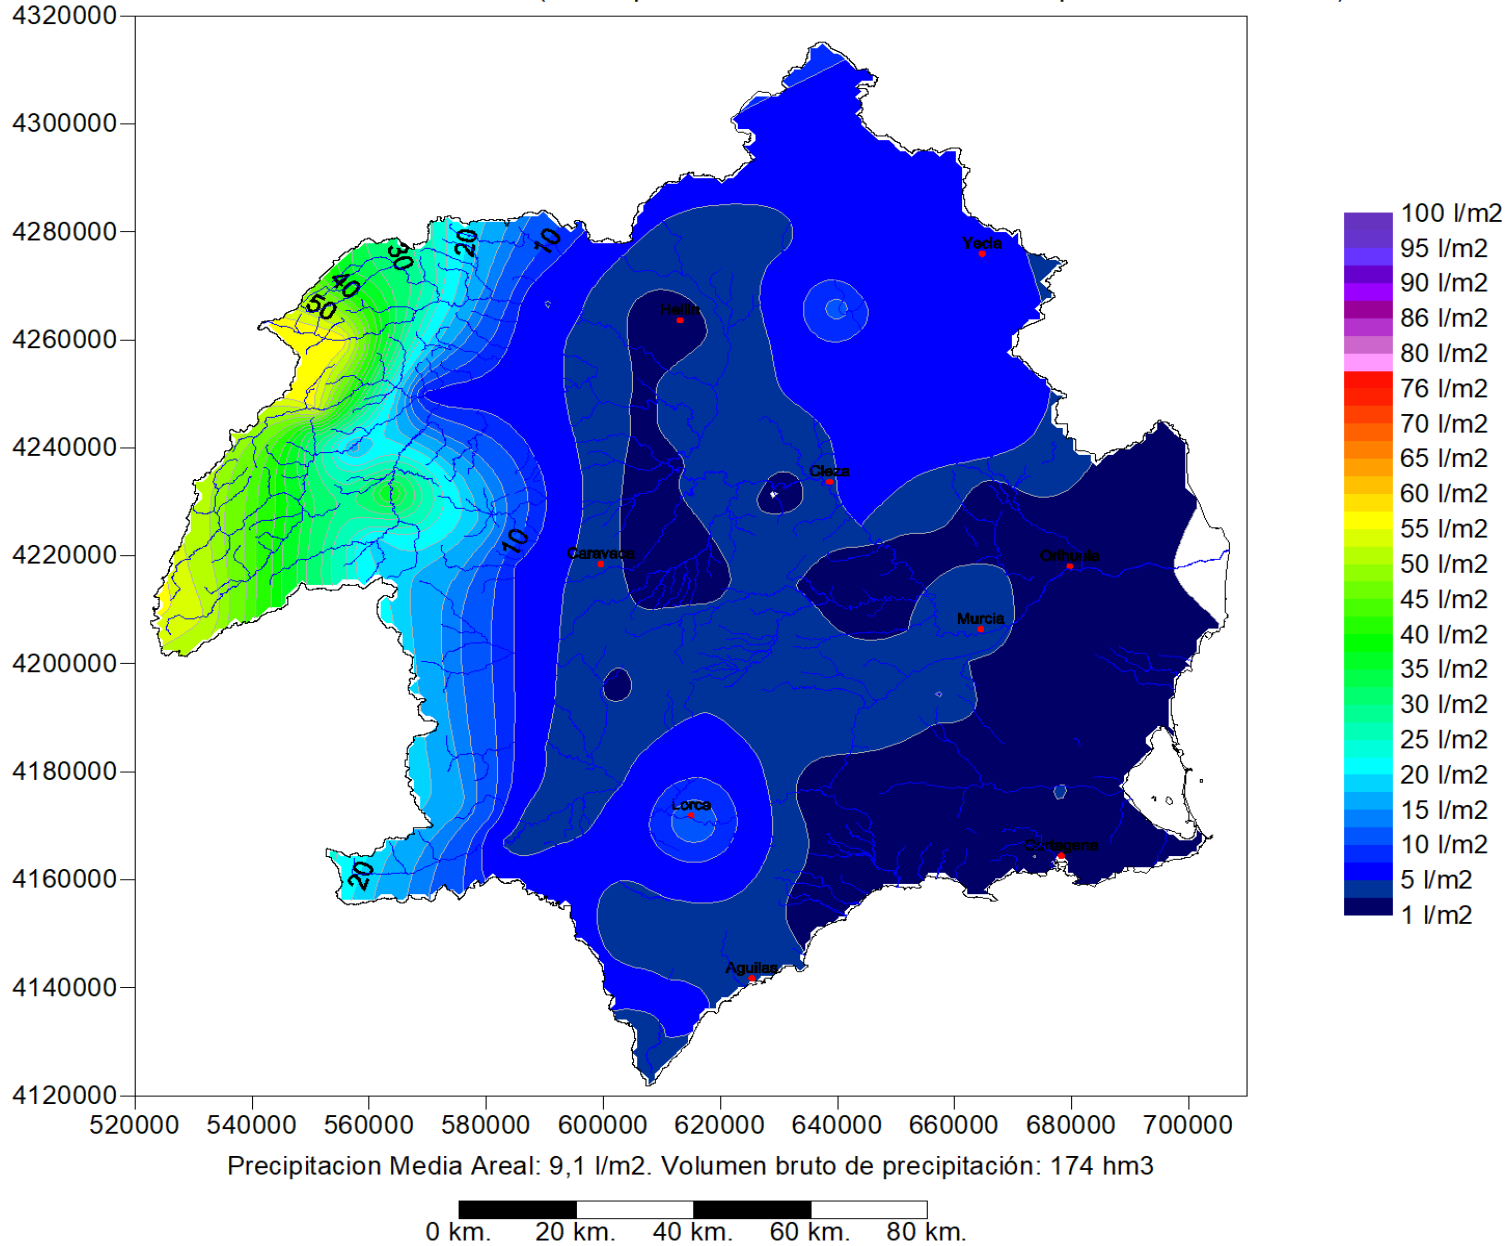 4320000
4300000
4280000
4260000
4240000
4220000
4200000
4180000
4160000
4140000
4120000
520000 540000 560000 580000 600000 620000 640000 660000 680000 700000
50
40
30
20
10
10
20
Yecla
Hellin
Cieza
Caravaca
Orihuela
Murcia
Lorca
Cartagena
Aguilas
100 l/m2
95 l/m2
90 l/m2
86 l/m2
80 l/m2
76 l/m2
70 l/m2
65 l/m2
60 l/m2
55 l/m2
50 l/m2
45 l/m2
40 l/m2
35 l/m2
30 l/m2
25 l/m2
20 l/m2
15 l/m2
10 l/m2
5 l/m2
1 l/m2
Precipitacion Media Areal: 9,1 l/m2. Volumen bruto de precipitación: 174 hm3
0 km. 20 km. 40 km. 60 km. 80 km.